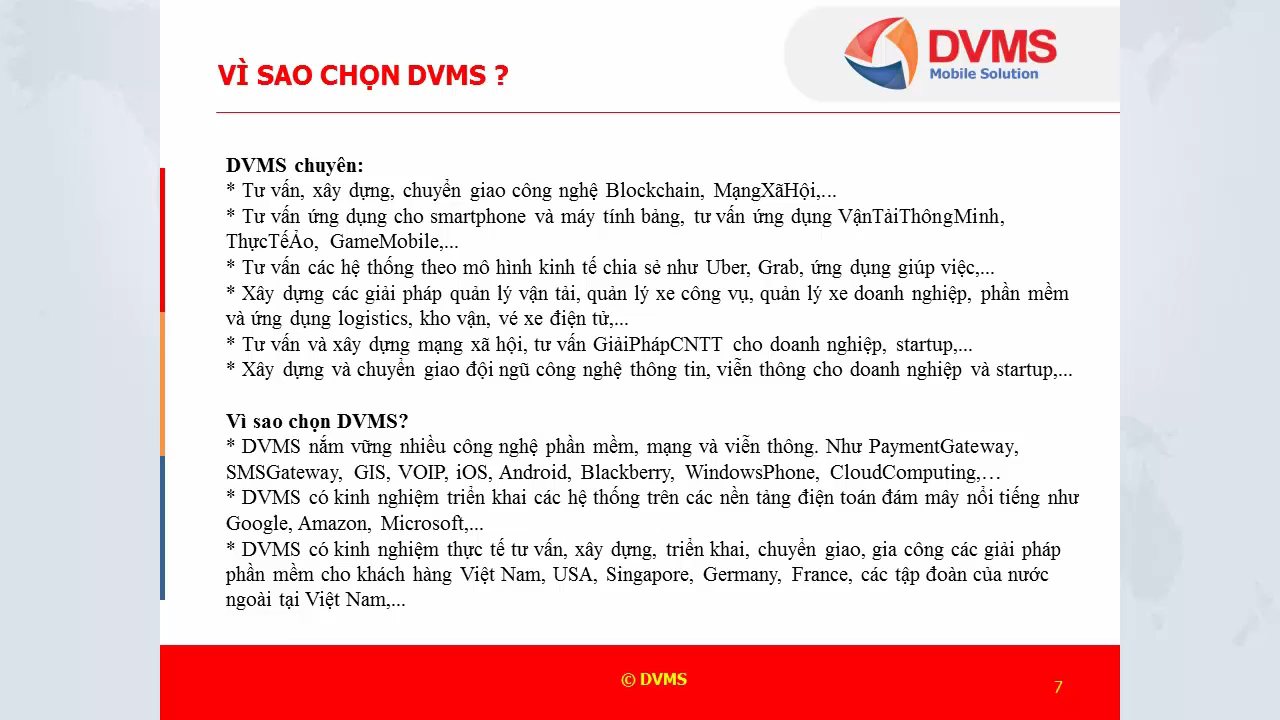 DVMS
Mobile Solution
VÌ SAO CHỌN DVMS ?
DVMS chuyên:
* Tư vấn, xây dựng, chuyển giao công nghệ Blockchain, MạngXãHội,...
* Tư vấn ứng dụng cho smartphone và máy tính bảng, tư vấn ứng dụng VậnTảiThôngMinh,
ThựcTếẢo, GameMobile,...
* Tư vấn các hệ thống theo mô hình kinh tế chia sẻ như Uber, Grab, ứng dụng giúp việc,...
* Xây dựng các giải pháp quản lý vận tải, quản lý xe công vụ, quản lý xe doanh nghiệp, phần mềm
và ứng dụng logistics, kho vận, vé xe điện tử,...
* Tư vấn và xây dựng mạng xã hội, tư vấn GiảiPhápCNTT cho doanh nghiệp, startup,...
* Xây dựng và chuyển giao đội ngũ công nghệ thông tin, viễn thông cho doanh nghiệp và startup,...
Vì sao chọn DVMS?
* DVMS nắm vững nhiều công nghệ phần mềm, mạng và viễn thông. Như PaymentGateway,
SMSGateway, GIS, VOIP, iOS, Android, Blackberry, WindowsPhone, CloudComputing,...
* DVMS có kinh nghiệm triển khai các hệ thống trên các nền tảng điện toán đám mây nổi tiếng như
Google, Amazon, Microsoft,...
* DVMS có kinh nghiệm thực tế tư vấn, xây dựng, triển khai, chuyển giao, gia công các giải pháp
phần mềm cho khách hàng Việt Nam, USA, Singapore, Germany, France, các tập đoàn của nước
ngoài tại Việt Nam,...
© DVMS
7